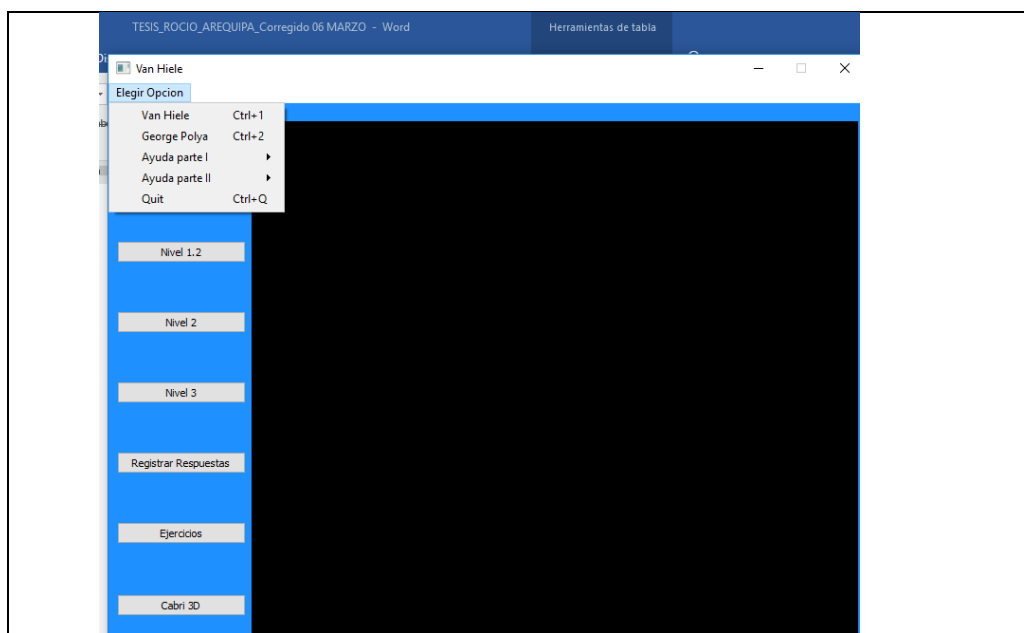 TESIS_ROCIO_AREQUIPA_Corregido 06 MARZO - Word Herramientas de tabla
Van Hiele
Elegir Opcion
Van Hiele Ctrl+1
George Polya Ctrl+2
Ayuda parte I
Ayuda parte II
Quit Ctrl+Q
Nivel 1.2
Nivel 2
Nivel 3
Registrar Respuestas
Ejercicios
Cabri 3D